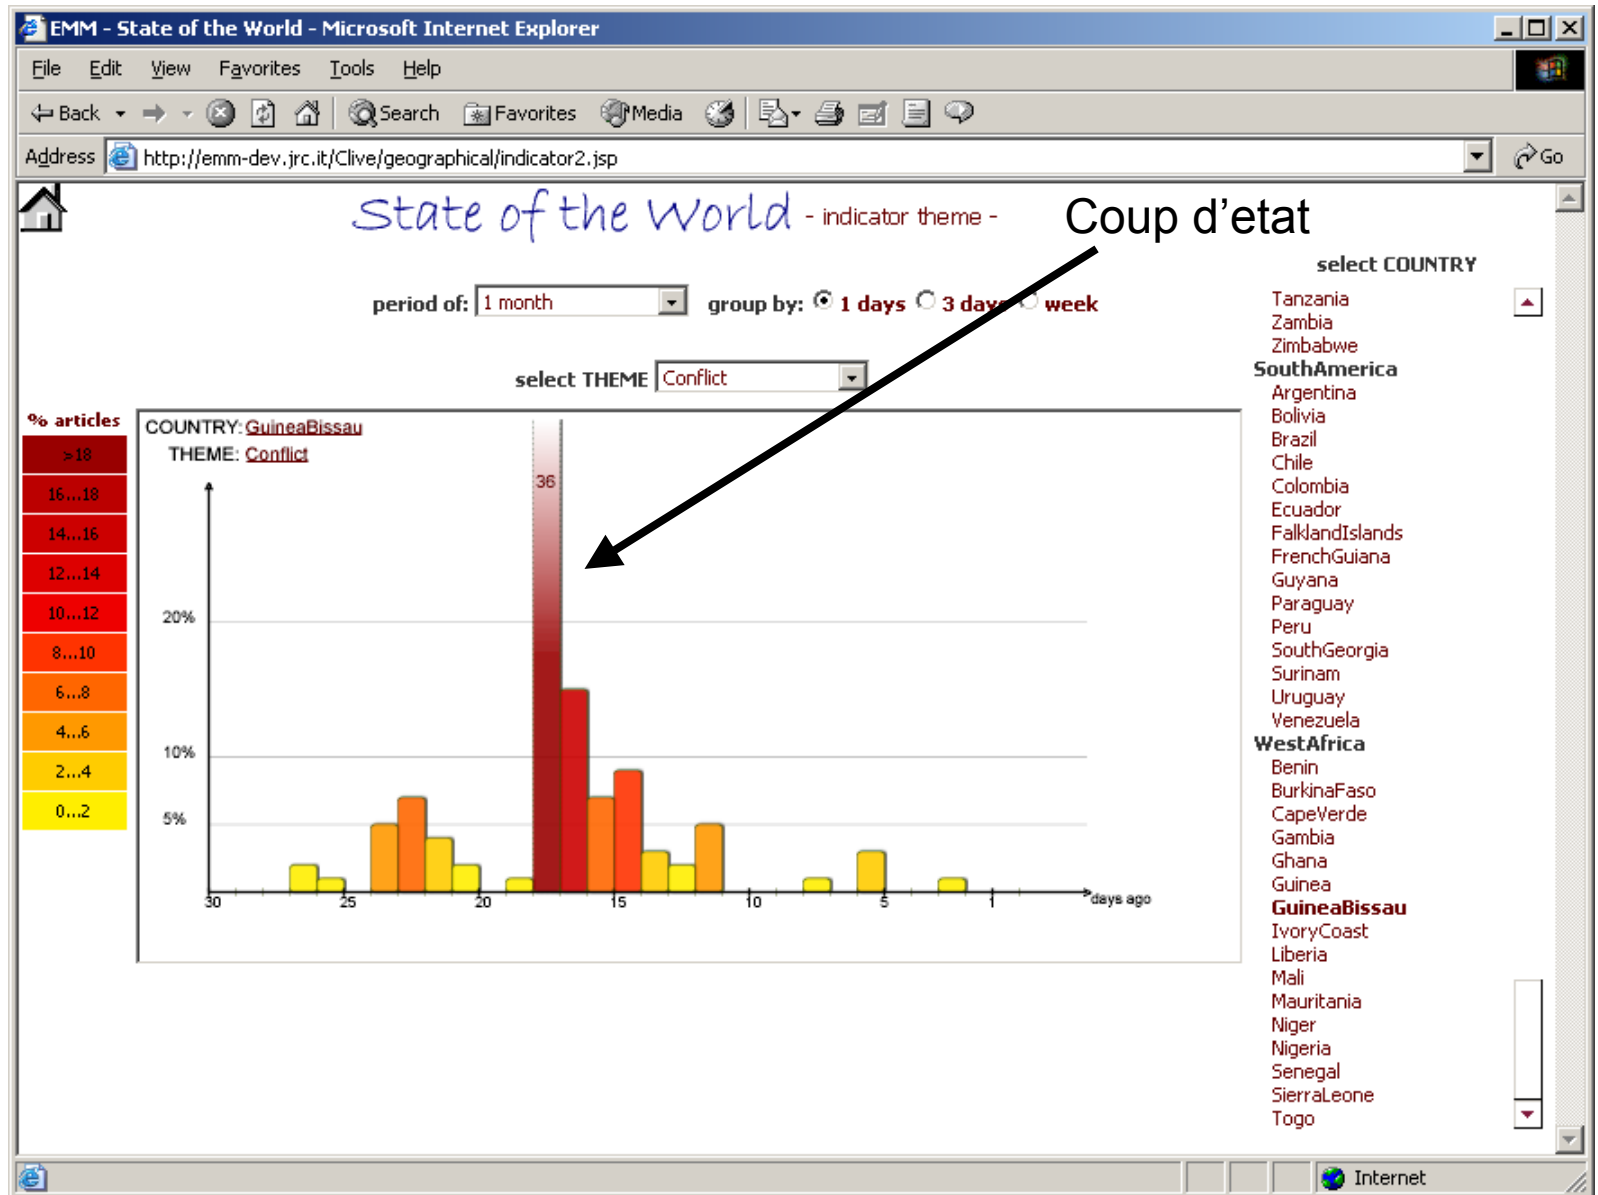 EMM - State of the World - Microsoft Internet Explorer
File Edit View Favorites Tools Help
Back Search Favorites Media
Address http://emm-dev.jrc.it/Clive/geographical/indicator2.jsp Go
State of the World - indicator theme -
Coup d'etat
select COUNTRY
period of: 1 month group by: 1 days 3 days week
select THEME Conflict
% articles
>18
16...18
14...16
12...14
10...12
8...10
6...8
4...6
2...4
0...2
COUNTRY: GuineaBissau
THEME: Conflict
36
20%
10%
5%
30 25 20 15 10 5 1 days ago
Tanzania
Zambia
Zimbabwe
SouthAmerica
Argentina
Bolivia
Brazil
Chile
Colombia
Ecuador
FalklandIslands
FrenchGuiana
Guyana
Paraguay
Peru
SouthGeorgia
Surinam
Uruguay
Venezuela
WestAfrica
Benin
BurkinaFaso
CapeVerde
Gambia
Ghana
Guinea
GuineaBissau
IvoryCoast
Liberia
Mali
Mauritania
Niger
Nigeria
Senegal
SierraLeone
Togo
Internet